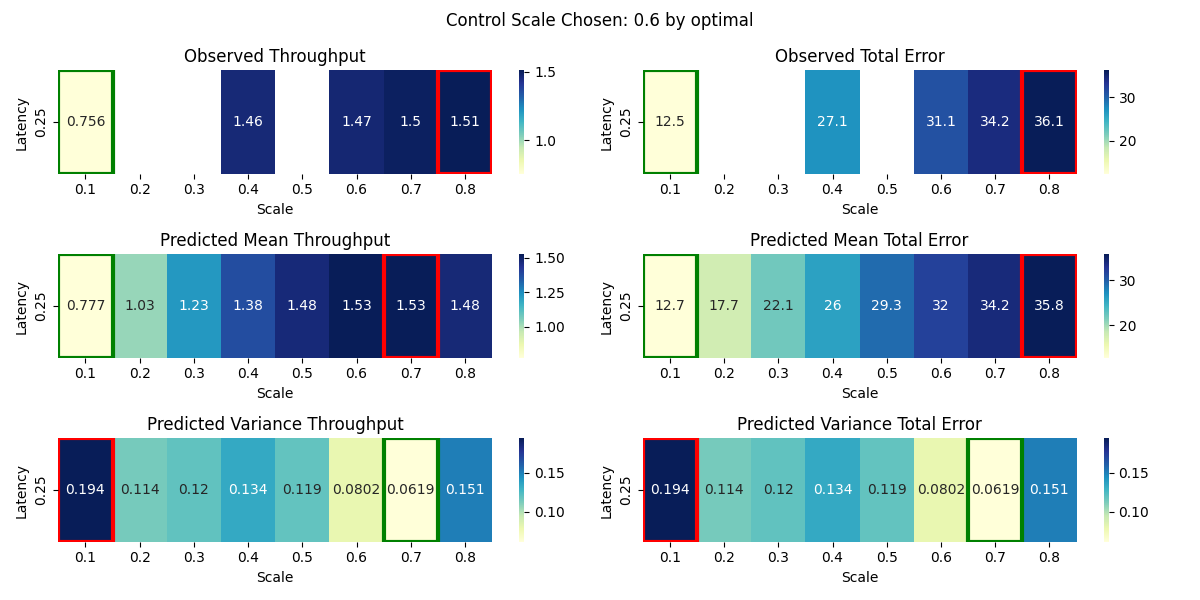 Control Scale Chosen: 0.6 by optimal
Observed Throughput
Latency
0.25
0.756
1.46
1.47
1.5
1.51
0.1 0.2 0.3 0.4 0.5 0.6 0.7 0.8
Scale
1.5
1.0
Observed Total Error
Latency
0.25
12.5
27.1
31.1
34.2
36.1
0.1 0.2 0.3 0.4 0.5 0.6 0.7 0.8
Scale
30
20
Predicted Mean Throughput
Latency
0.25
0.777 1.03 1.23 1.38 1.48 1.53 1.53 1.48
0.1 0.2 0.3 0.4 0.5 0.6 0.7 0.8
Scale
1.50
1.25
1.00
Predicted Mean Total Error
Latency
0.25
12.7 17.7 22.1 26 29.3 32 34.2 35.8
0.1 0.2 0.3 0.4 0.5 0.6 0.7 0.8
Scale
30
20
Predicted Variance Throughput
Latency
0.25
0.194 0.114 0.12 0.134 0.119 0.0802 0.0619 0.151
0.1 0.2 0.3 0.4 0.5 0.6 0.7 0.8
Scale
0.15
0.10
Predicted Variance Total Error
Latency
0.25
0.194 0.114 0.12 0.134 0.119 0.0802 0.0619 0.151
0.1 0.2 0.3 0.4 0.5 0.6 0.7 0.8
Scale
0.15
0.10